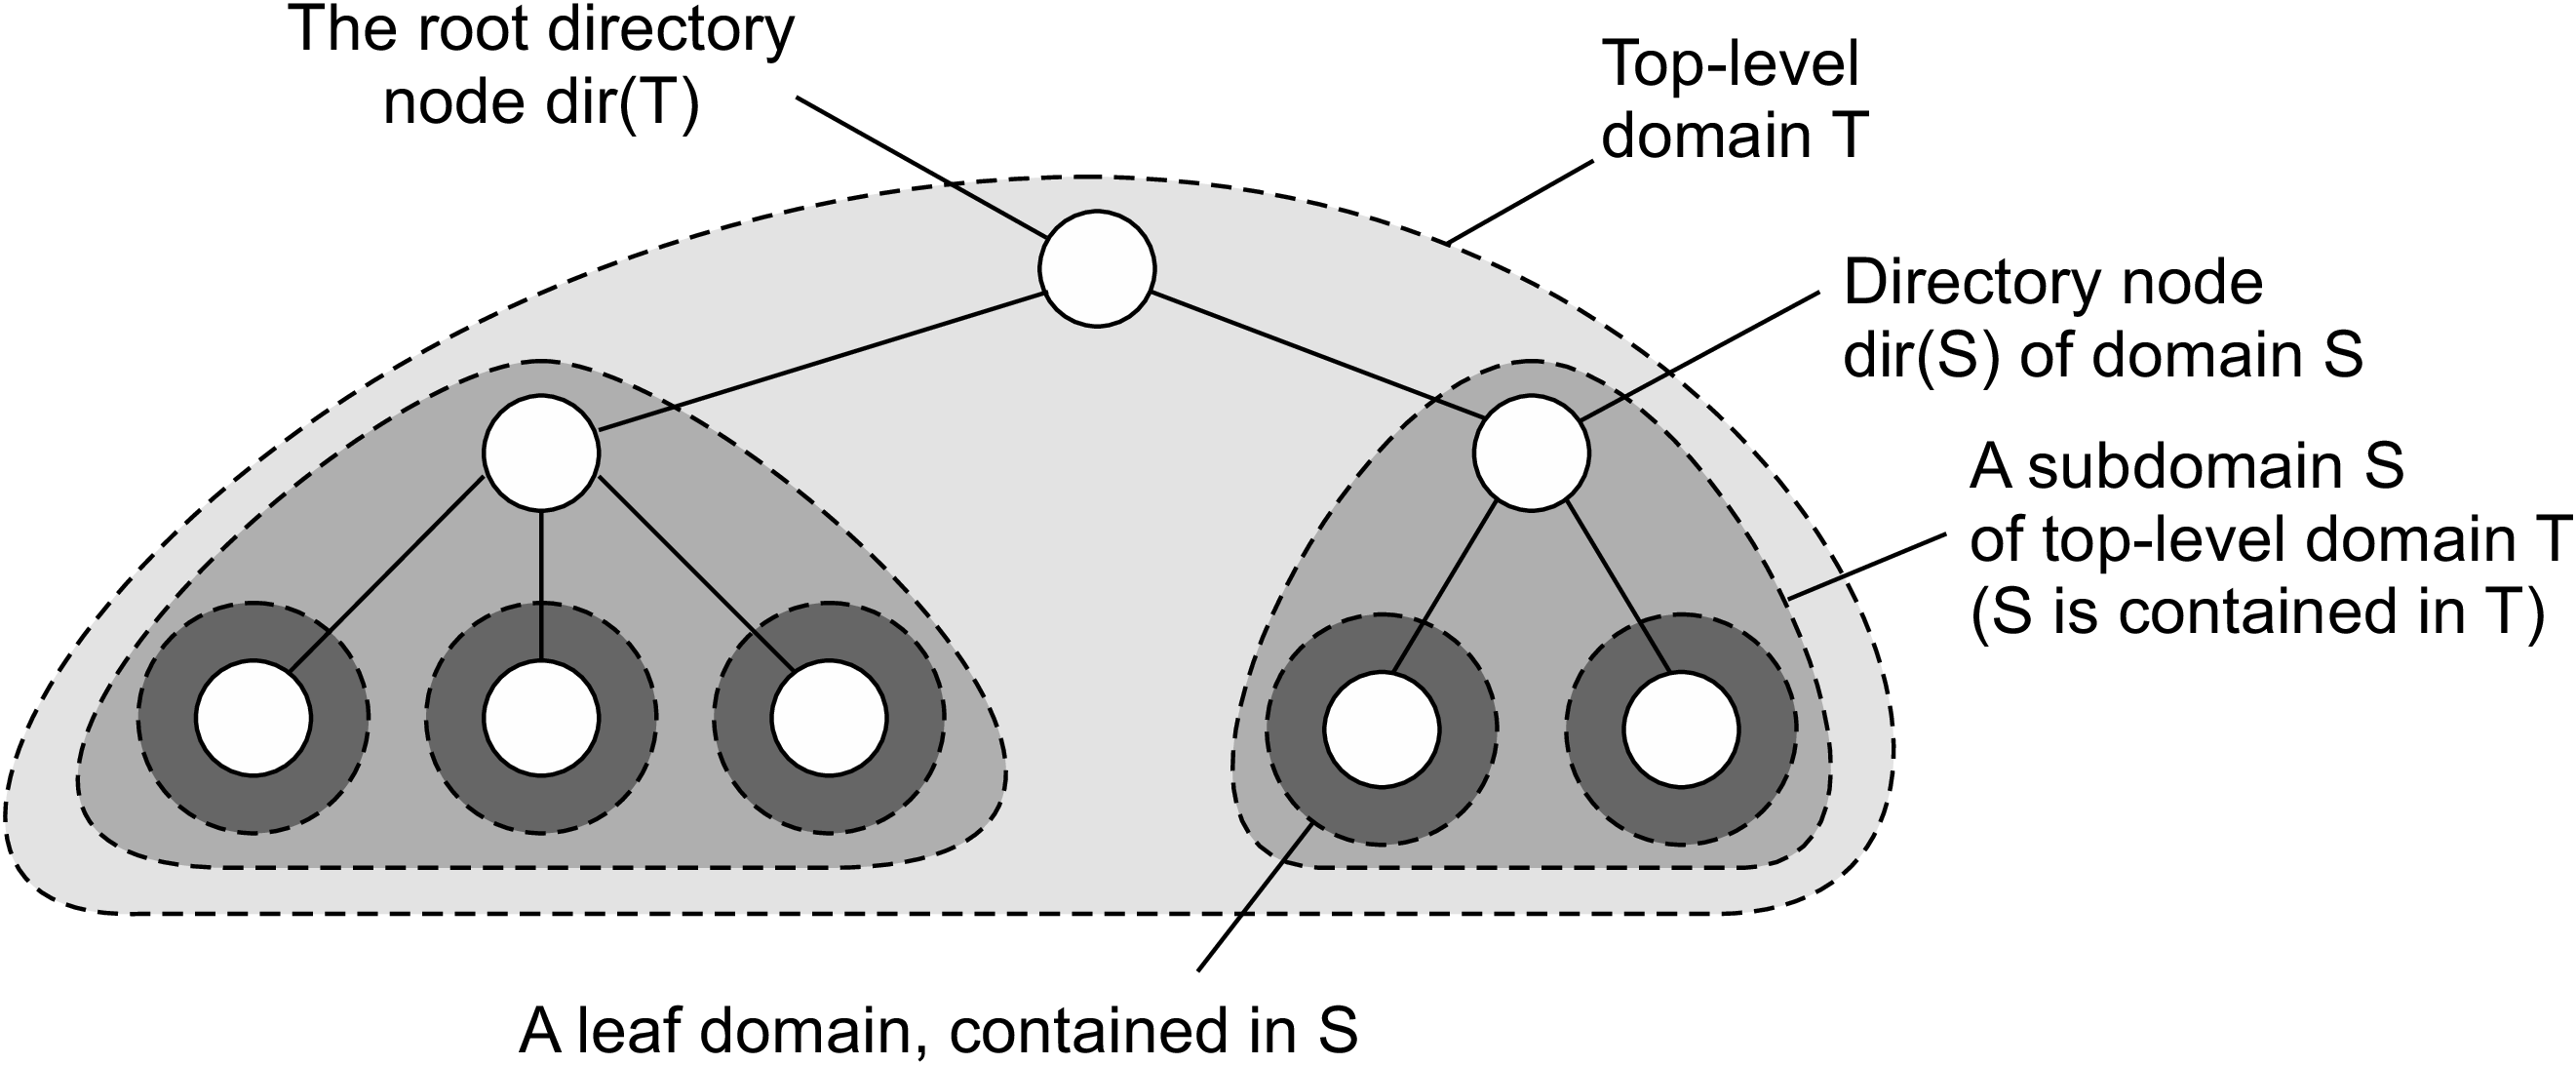 The root directory
node dir(T)
Top-level
domain T
Directory node
dir(S) of domain S
A subdomain S
of top-level domain T
(S is contained in T)
A leaf domain, contained in S